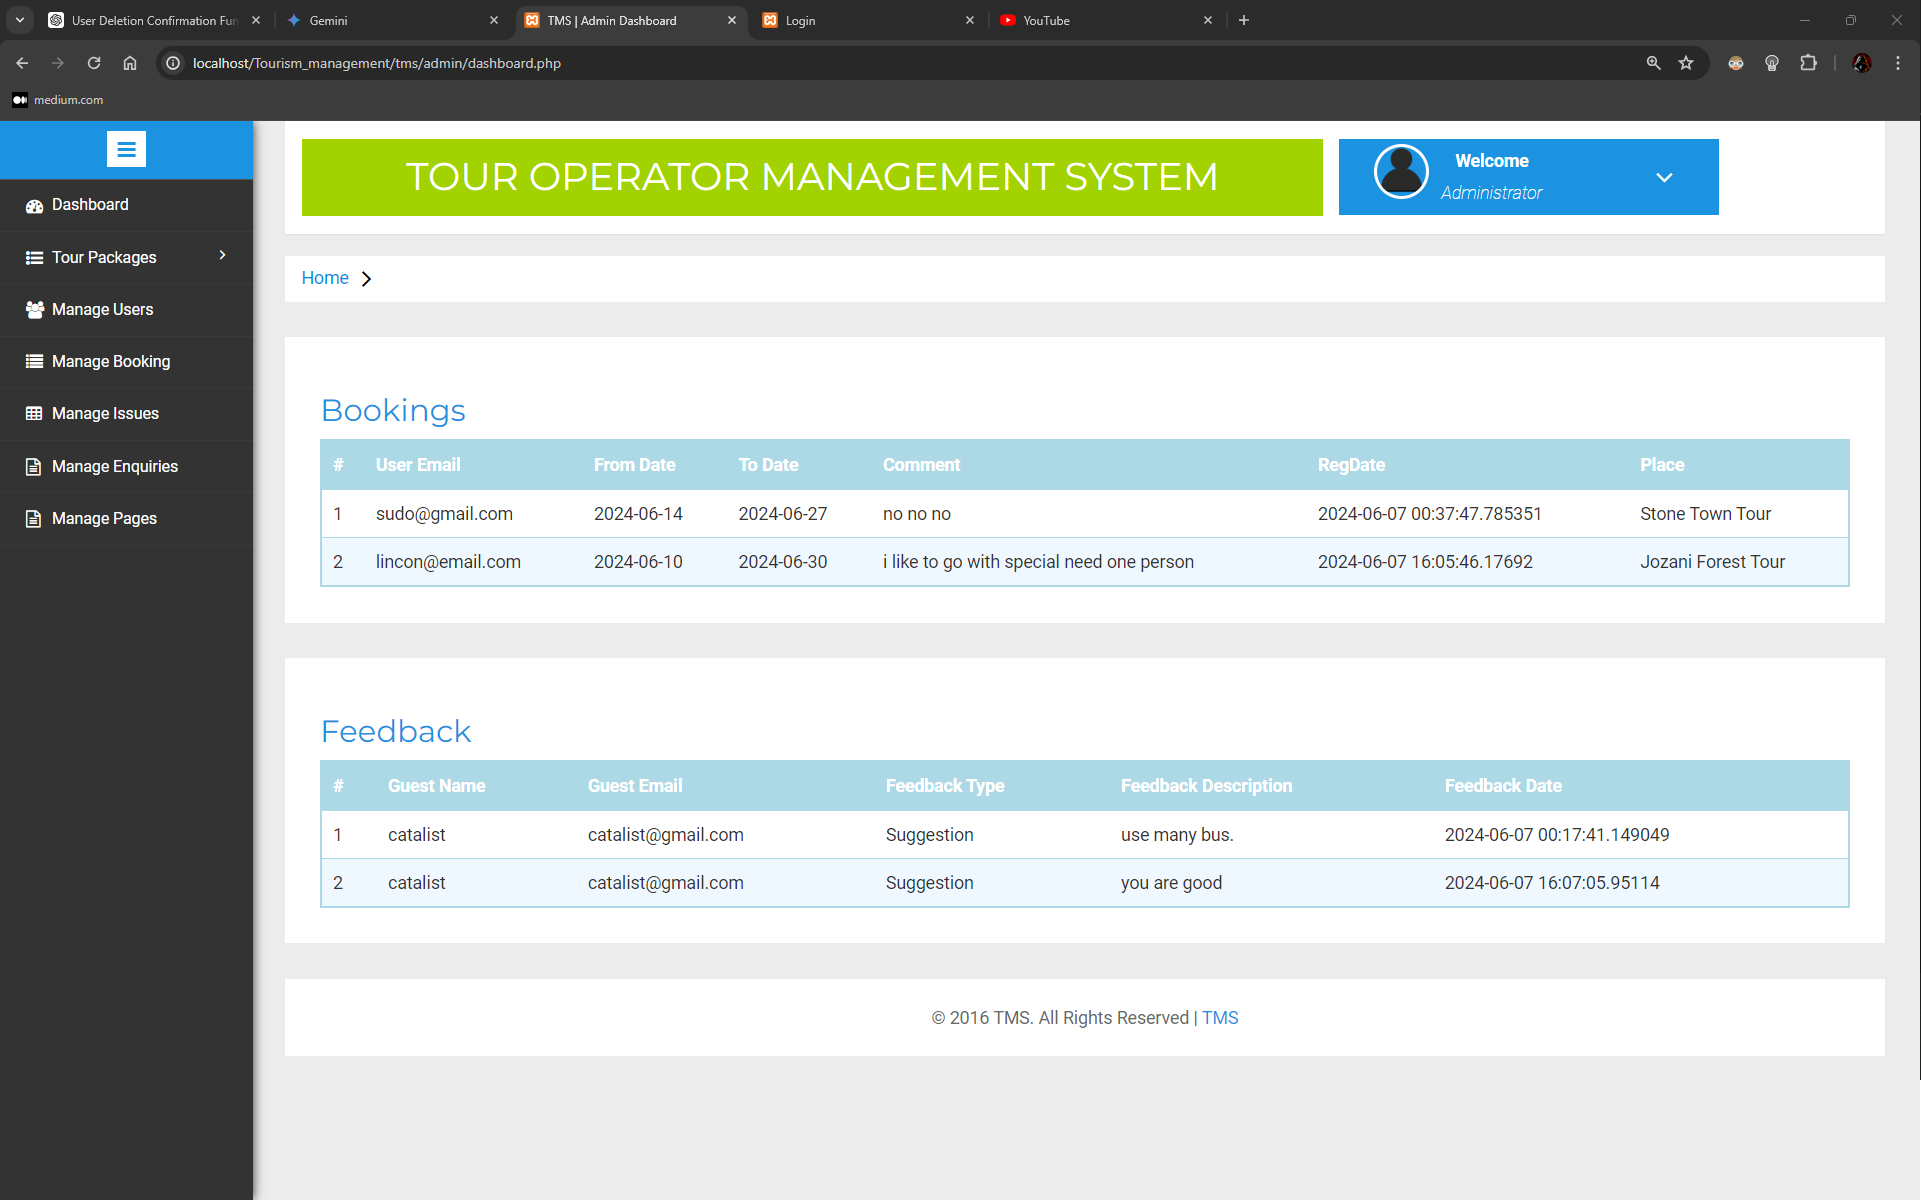 User Deletion Confirmation Fun
Gemini
TMS | Admin Dashboard
Login
YouTube
localhost/Tourism_management/tms/admin/dashboard.php
medium.com
TOUR OPERATOR MANAGEMENT SYSTEM
Welcome
Administrator
Dashboard
Tour Packages
Manage Users
Manage Booking
Manage Issues
Manage Enquiries
Manage Pages
Home
Bookings
# User Email From Date To Date Comment RegDate Place
1 sudo@gmail.com 2024-06-14 2024-06-27 no no no 2024-06-07 00:37:47.785351 Stone Town Tour
2 lincon@email.com 2024-06-10 2024-06-30 i like to go with special need one person 2024-06-07 16:05:46.17692 Jozani Forest Tour
Feedback
# Guest Name Guest Email Feedback Type Feedback Description Feedback Date
1 catalist catalist@gmail.com Suggestion use many bus. 2024-06-07 00:17:41.149049
2 catalist catalist@gmail.com Suggestion you are good 2024-06-07 16:07:05.95114
© 2016 TMS. All Rights Reserved | TMS